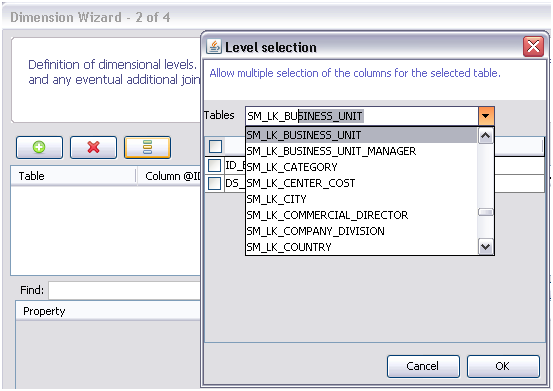 Dimension Wizard - 2 of 4
Definition of dimensional levels.
and any eventual additional join
Table
Column @ID
Find:
Property
Level selection
Allow multiple selection of the columns for the selected table.
Tables
SM_LK_BUSINESS_UNIT
SM_LK_BUSINESS_UNIT
SM_LK_BUSINESS_UNIT_MANAGER
SM_LK_CATEGORY
SM_LK_CENTER_COST
SM_LK_CITY
SM_LK_COMMERCIAL_DIRECTOR
SM_LK_COMPANY_DIVISION
SM_LK_COUNTRY
ID_
DS_
Cancel
OK